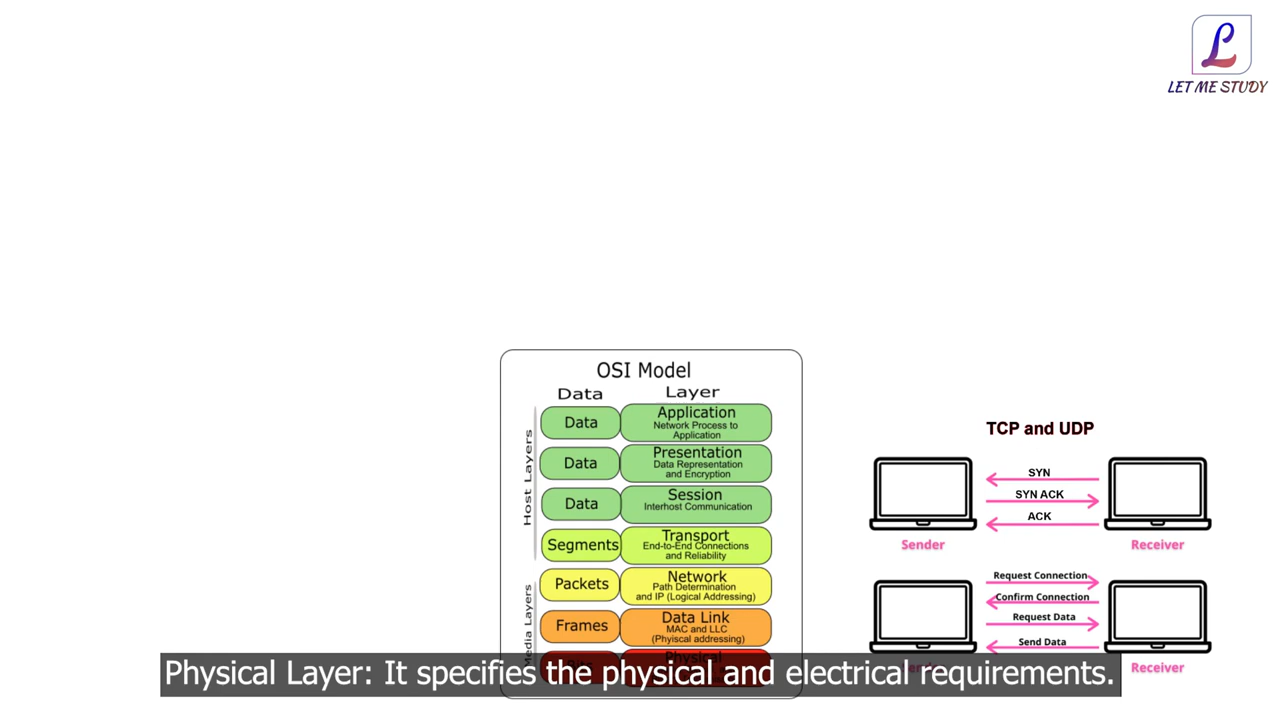 L
LET ME STUDY
OSI Model
Data
Layer
Host Layers
Data
Application
Network Process to
Application
Data
Presentation
Data Representation
and Encryption
Data
Session
Interhost Communication
Segments
Transport
End-to-End Connections
and Reliability
Media Layers
Packets
Network
Path Determination
and IP (Logical Addressing)
Frames
Data Link
MAC and LLC
(Phyiscal addressing)
Physical
TCP and UDP
SYN
SYN ACK
ACK
Sender
Receiver
Request Connection
Confirm Connection
Request Data
Send Data
Receiver
Physical Layer: It specifies the physical and electrical requirements.